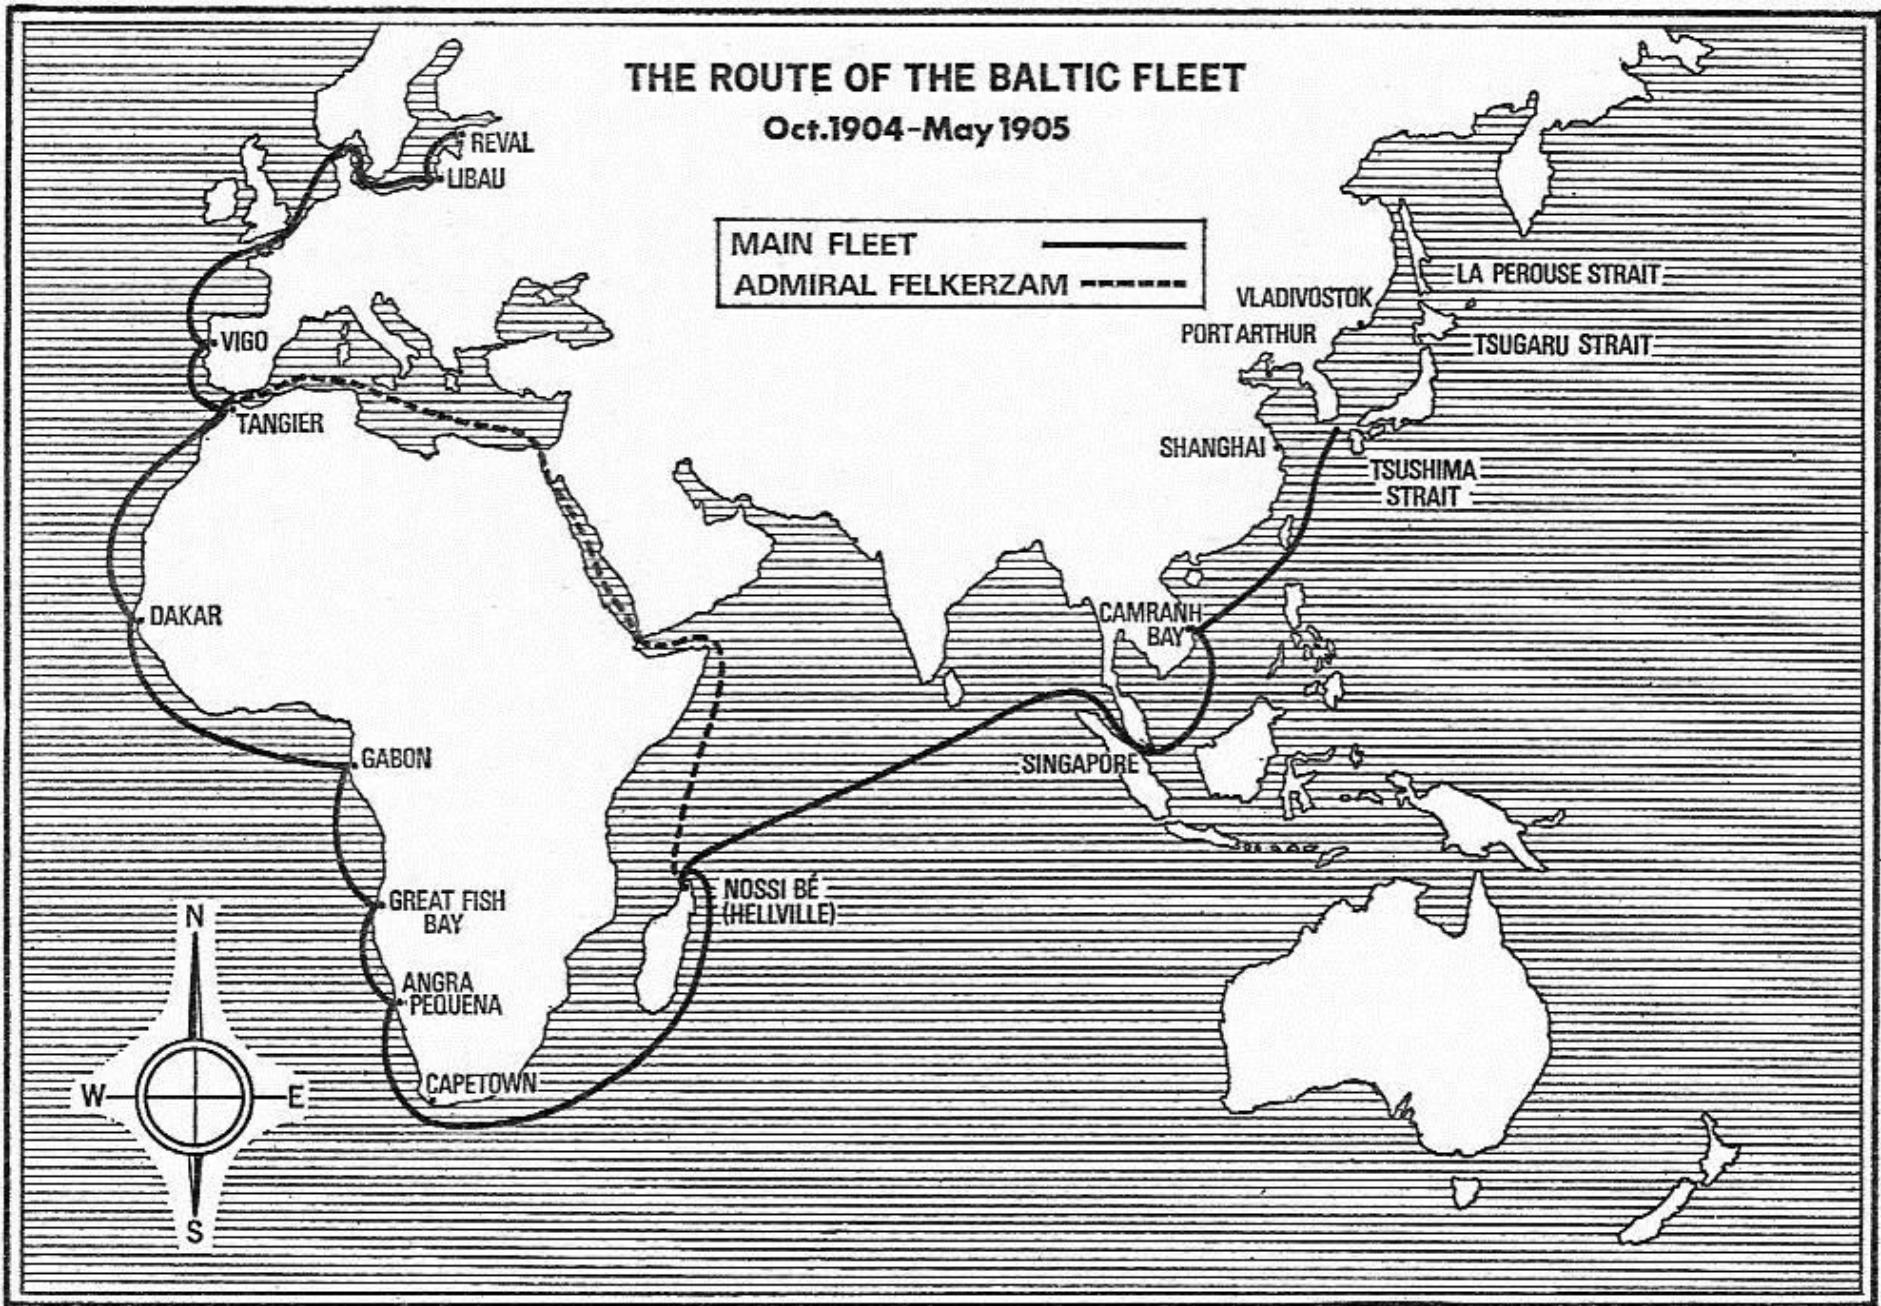 THE ROUTE OF THE BALTIC FLEET
Oct.1904-May 1905
REVAL
LIBAU
MAIN FLEET
ADMIRAL FELKERZAM
LA PEROUSE STRAIT
VLADIVOSTOK
PORT ARTHUR
TSUGARU STRAIT
VIGO
TANGIER
SHANGHAI
TSUSHIMA
STRAIT
DAKAR
CAMRANH
BAY
GABON
SINGAPORE
NOSSI BÉ
(HELLVILLE)
GREAT FISH
BAY
ANGRA
PEQUENA
CAPETOWN
N
W
E
S